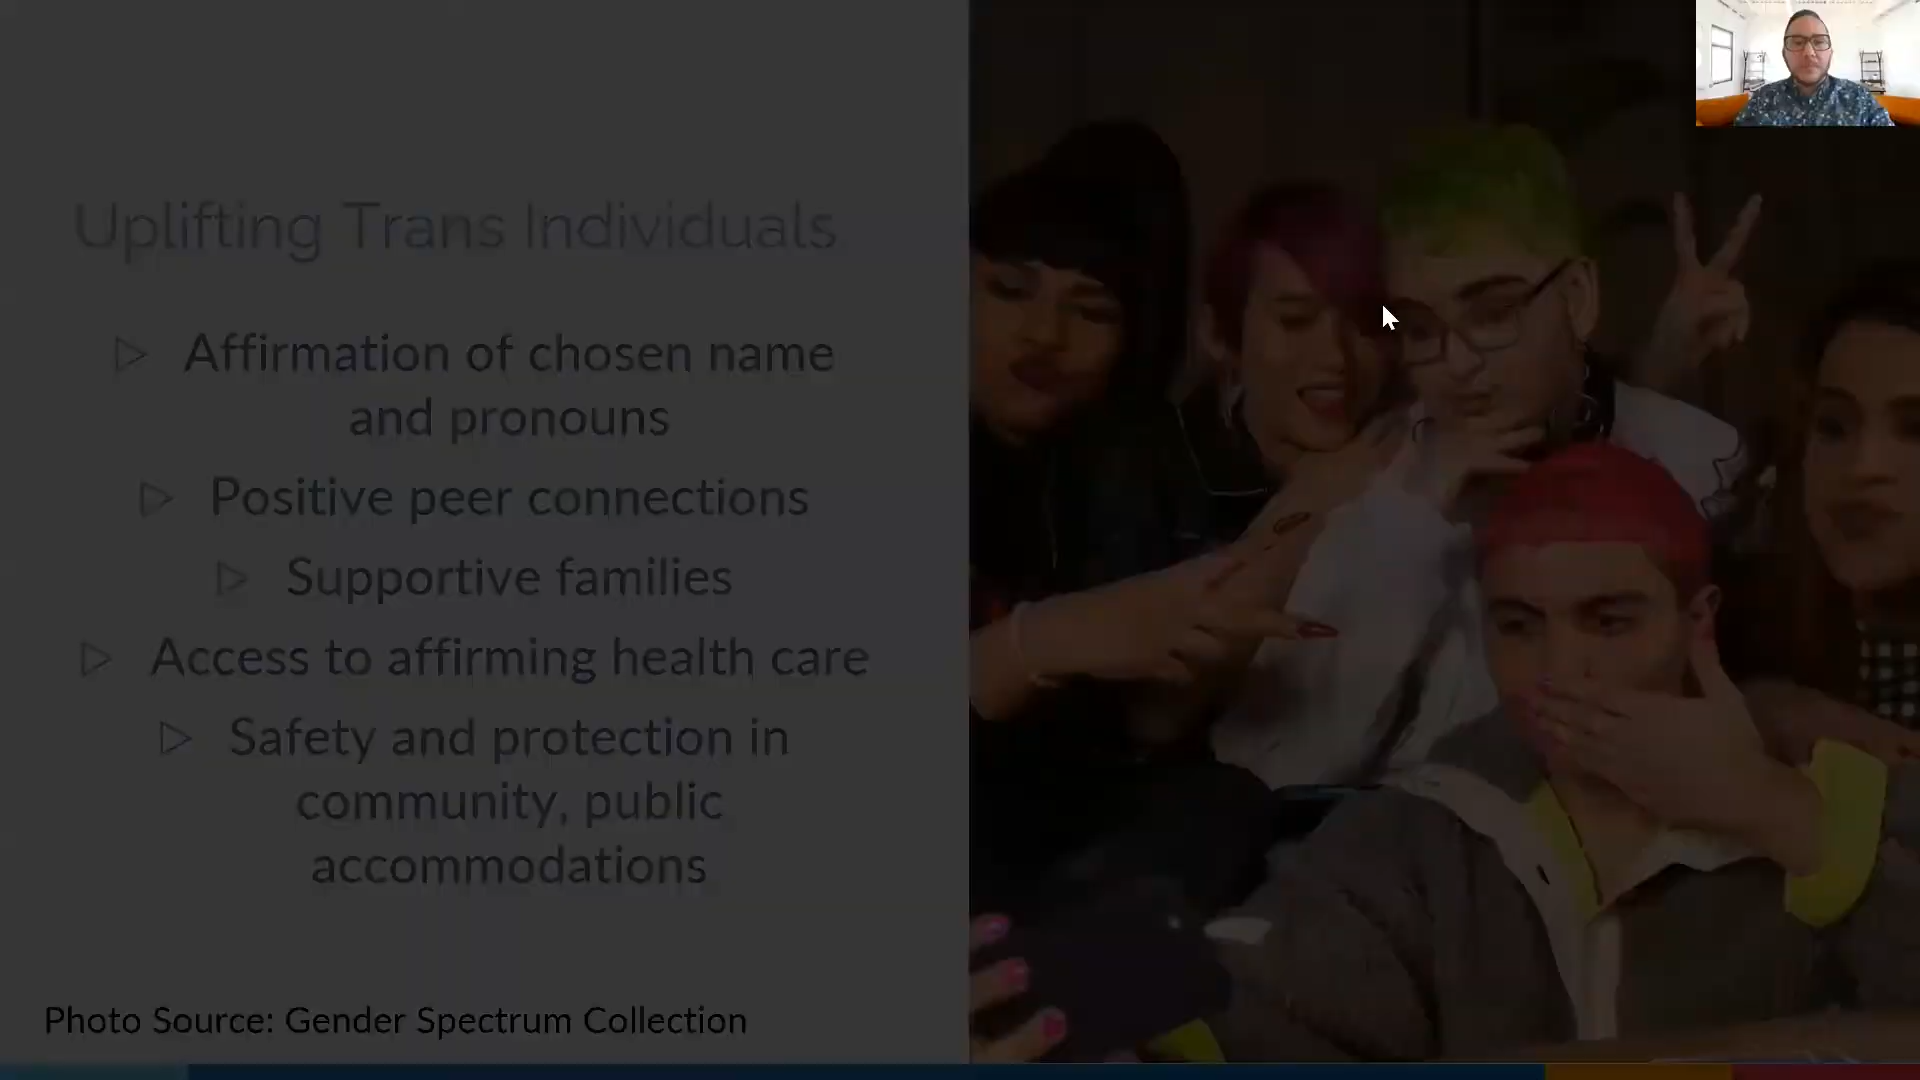 Uplifting Trans Individuals
Affirmation of chosen name
and pronouns
Positive peer connections
Supportive families
Access to affirming health care
Safety and protection in
community, public
accommodations
Photo Source: Gender Spectrum Collection